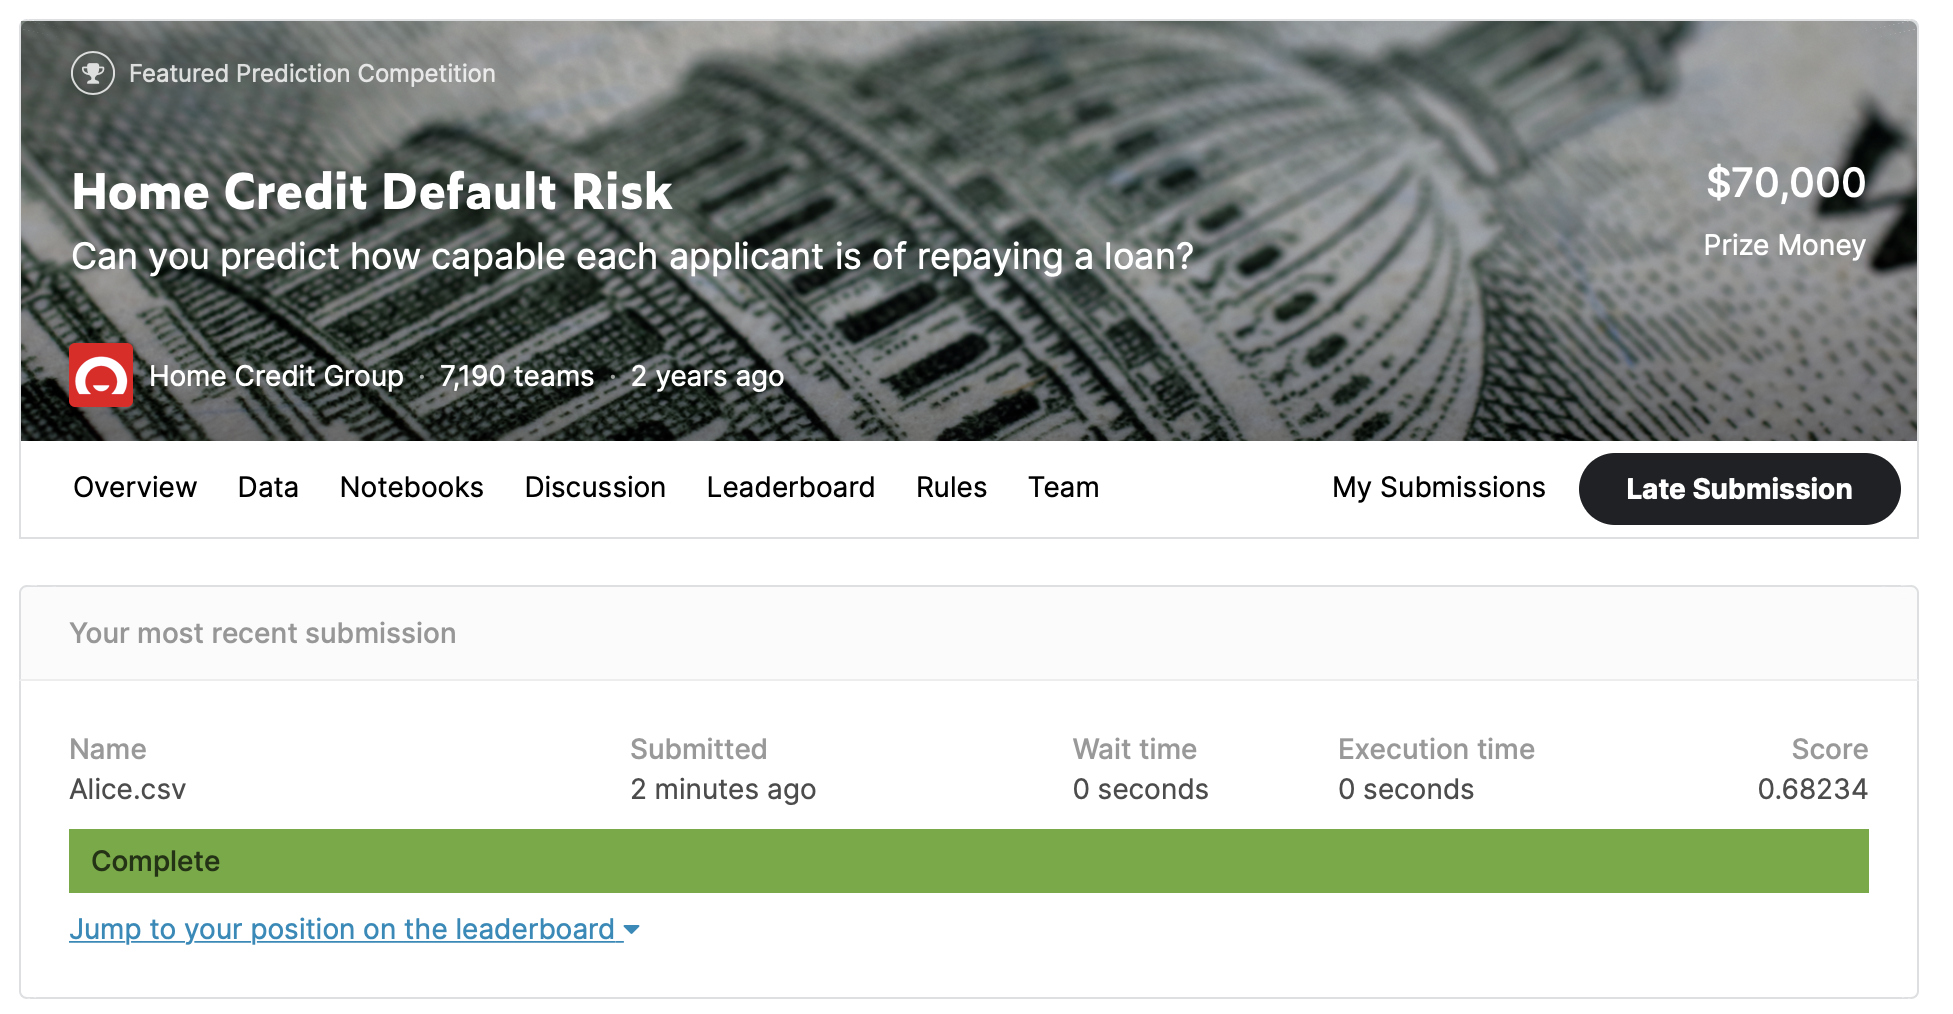 Featured Prediction Competition
Home Credit Default Risk
$70,000
Can you predict how capable each applicant is of repaying a loan?
Prize Money
Home Credit Group · 7,190 teams · 2 years ago
Overview Data Notebooks Discussion Leaderboard Rules Team My Submissions Late Submission
Your most recent submission
Name Submitted Wait time Execution time Score
Alice.csv 2 minutes ago 0 seconds 0 seconds 0.68234
Complete
Jump to your position on the leaderboard